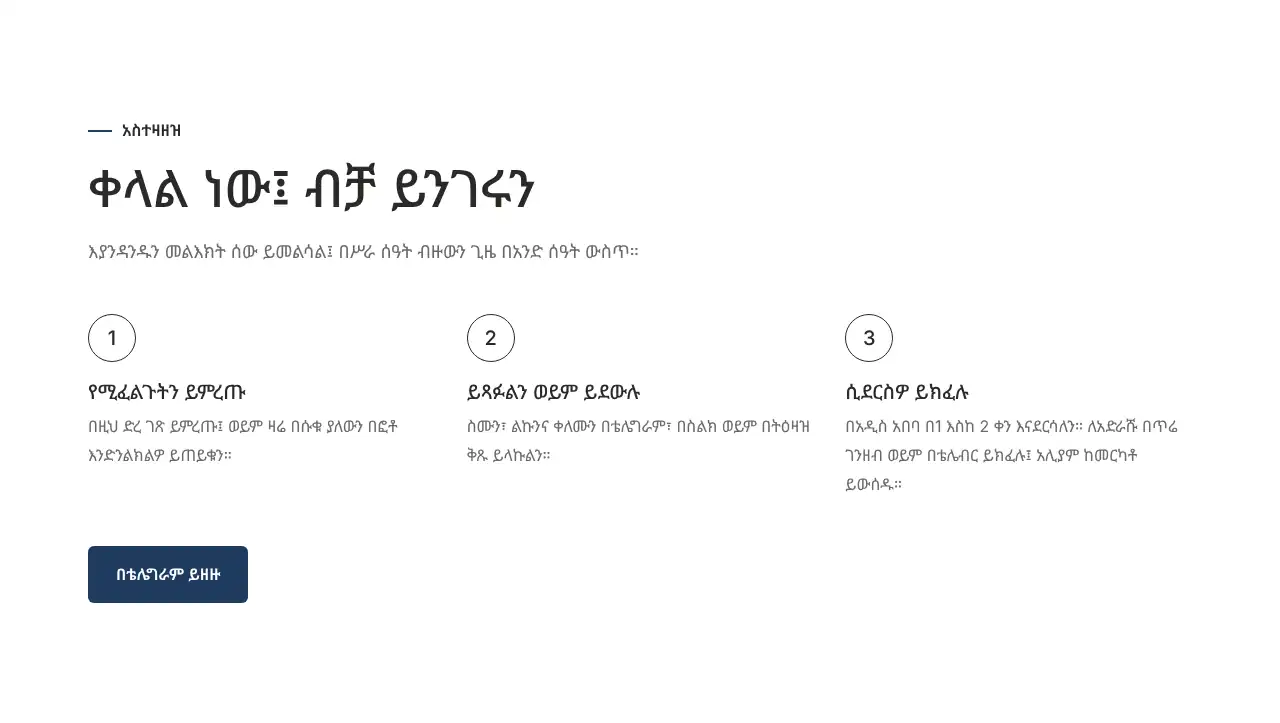 አስተዛዘዝ
ቀላል ነው፤ ብቻ ይንገሩን
እያንዳንዱን መልእክት ሰው ይመልሳል፤ በሥራ ሰዓት ብዙውን ጊዜ በአንድ ሰዓት ውስጥ።
1
የሚፈልጉትን ይምረጡ
በዚህ ድረ ገጽ ይምረጡ፤ ወይም ዛሬ በሱቁ ያለውን በፎቶ
እንድንልክልዎ ይጠይቁን።
2
ይጻፉልን ወይም ይደውሉ
ስሙን፣ ልኩንና ቀለሙን በቴሌግራም፣ በስልክ ወይም በትዕዛዝ
ቅጹ ይላኩልን።
3
ሲደርስዎ ይክፈሉ
በአዲስ አበባ በ1 እስከ 2 ቀን እናደርሳለን። ለአድራሹ በጥሬ
ገንዘብ ወይም በቴሌብር ይክፈሉ፤ አሊያም ከመርካቶ
ይውሰዱ።
በቴሌግራም ይዘዙ